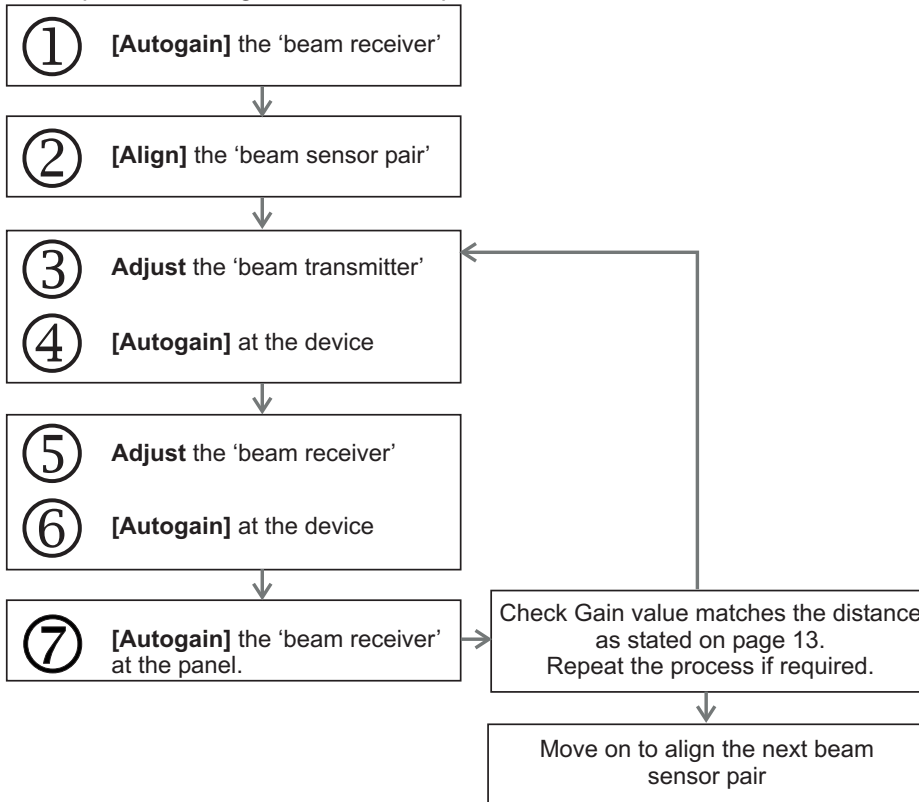 ① [Autogain] the ‘beam receiver’
② [Align] the ‘beam sensor pair’
③ Adjust the ‘beam transmitter’
④ [Autogain] at the device
⑤ Adjust the ‘beam receiver’
⑥ [Autogain] at the device
⑦ [Autogain] the ‘beam receiver’
at the panel.
Check Gain value matches the distance
as stated on page 13.
Repeat the process if required.
Move on to align the next beam
sensor pair